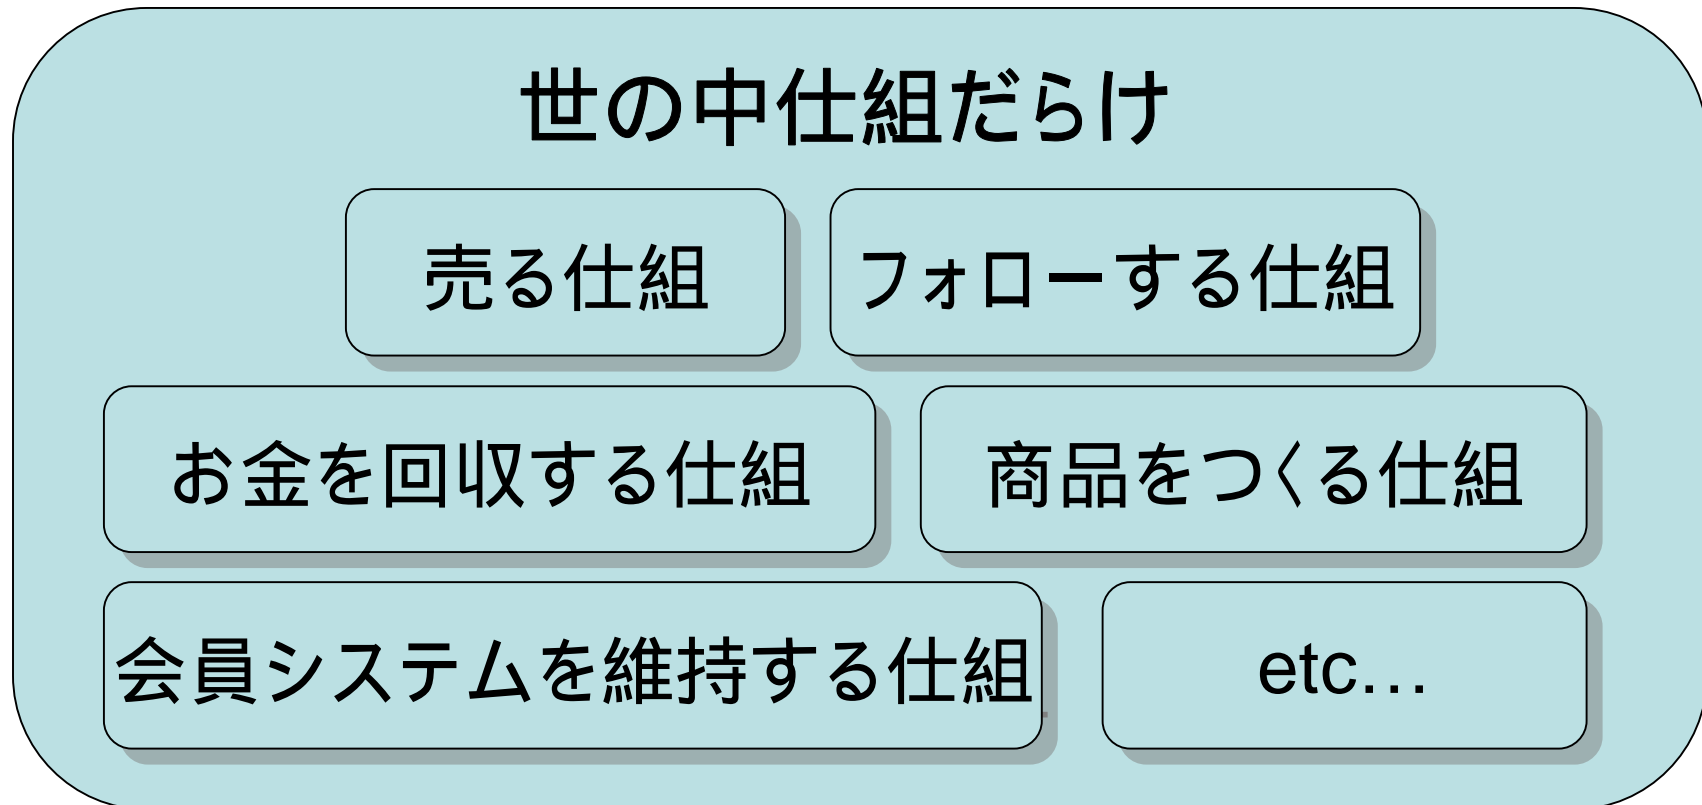 世の中仕組だらけ
売る仕組
フォローする仕組
お金を回収する仕組
商品をつくる仕組
会員システムを維持する仕組
etc…